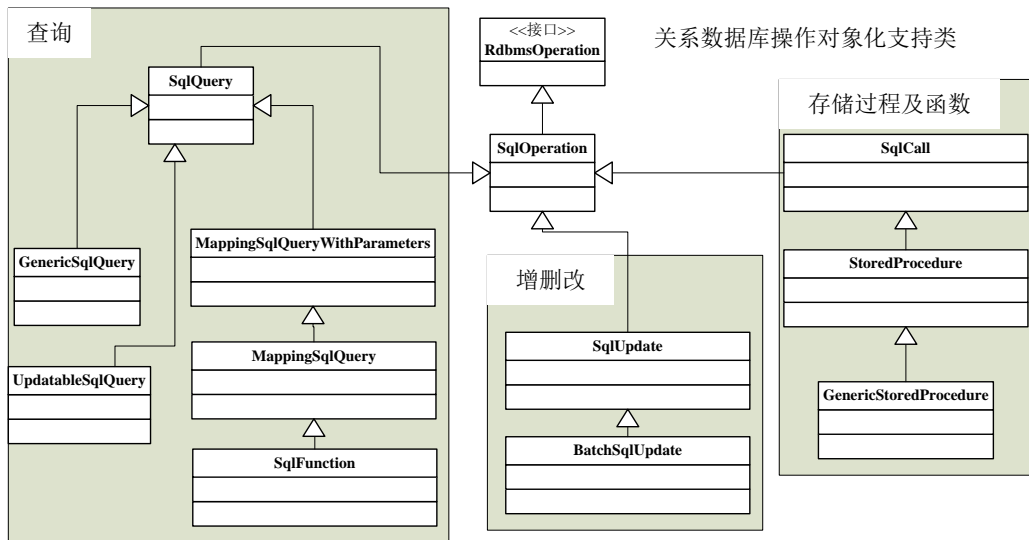 查询
<<接口>>
RdbmsOperation
关系数据库操作对象化支持类
SqlQuery
存储过程及函数
SqlOperation
SqlCall
GenericSqlQuery
MappingSqlQueryWithParameters
增删改
StoredProcedure
UpdatableSqlQuery
MappingSqlQuery
SqlUpdate
GenericStoredProcedure
SqlFunction
BatchSqlUpdate